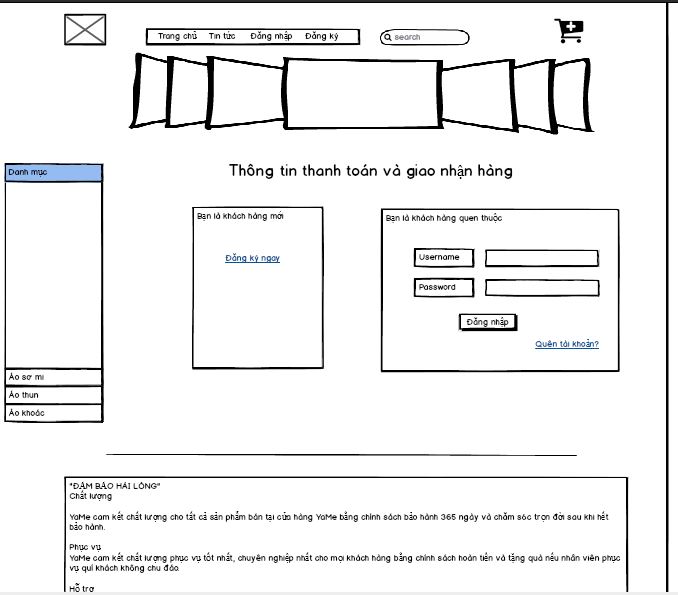 Trang chủ Tin tức Đăng nhập Đăng ký
search
Danh mục
Thông tin thanh toán và giao nhận hàng
Bạn là khách hàng mới
Đăng ký ngay
Bạn là khách hàng quen thuộc
Username
Password
Đăng nhập
Quên tài khoản?
Áo sơ mi
Áo thun
Áo khoác
"ĐẢM BẢO HÀI LÒNG"
Chất lượng
YaMe cam kết chất lượng cho tất cả sản phẩm bán tại cửa hàng YaMe bằng chính sách bảo hành 365 ngày và chăm sóc trọn đời sau khi hết
bảo hành.
Phục vụ
YaMe cam kết chất lượng phục vụ tốt nhất, chuyên nghiệp nhất cho mọi khách hàng bằng chính sách hoàn tiền và tặng quà nếu nhân viên phục
vụ quí khách không chu đáo.
Hỗ trợ